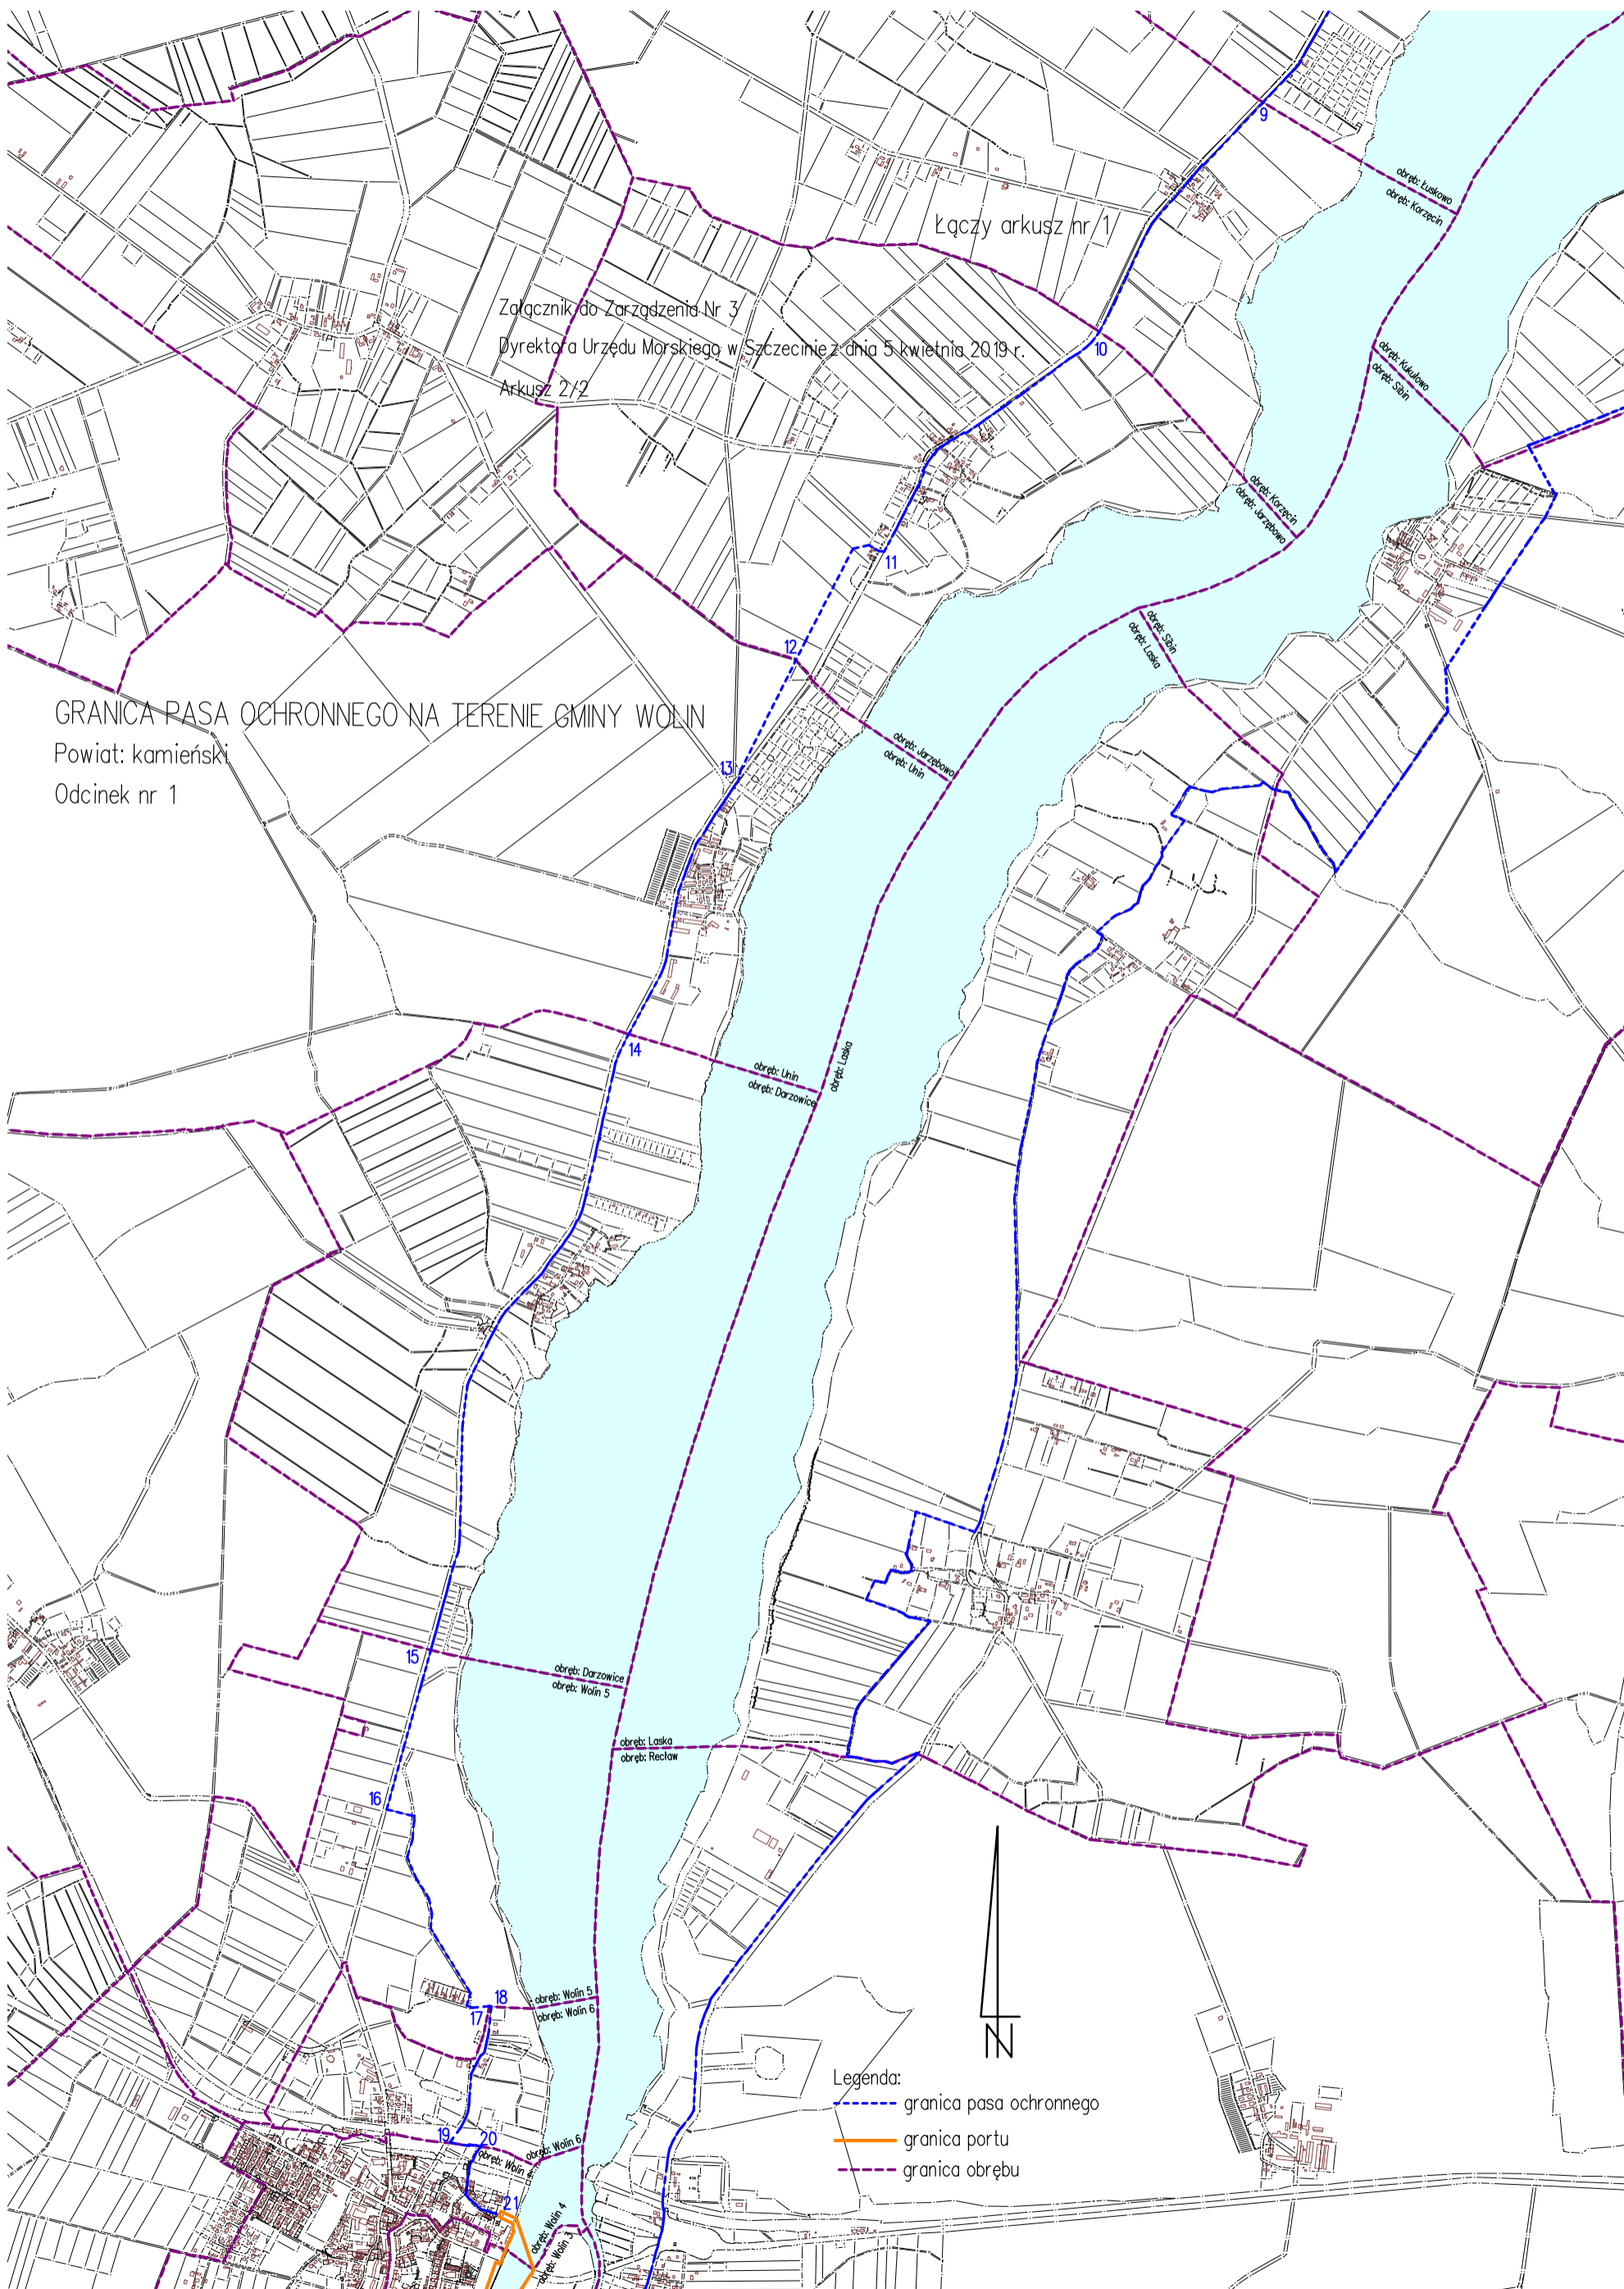 9
obręb: Łuskowo
obręb: Korzęcin
Łączy arkusz nr 1
Załącznik do Zarządzenia Nr 3
Dyrektora Urzędu Morskiego w Szczecinie z dnia 5 kwietnia 2019 r.
Arkusz 2/2
10
obręb: Kukułowo
obręb: Sibin
obręb: Korzęcin
obręb: Jarzębowo
11
obręb: Sibin
obręb: Laska
12
GRANICA PASA OCHRONNEGO NA TERENIE GMINY WOLIN
Powiat: kamieński
Odcinek nr 1
obręb: Jarzębowo
obręb: Unin
13
14
obręb: Unin
obręb: Darzowice
obręb: Laska
15
obręb: Darzowice
obręb: Wolin 5
obręb: Laska
obręb: Recław
16
17
18
obręb: Wolin 5
obręb: Wolin 6
N
Legenda:
granica pasa ochronnego
granica portu
granica obrębu
19
20
obręb: Wolin 6
obręb: Wolin 4
21
obręb: Wolin 4
obręb: Wolin 3